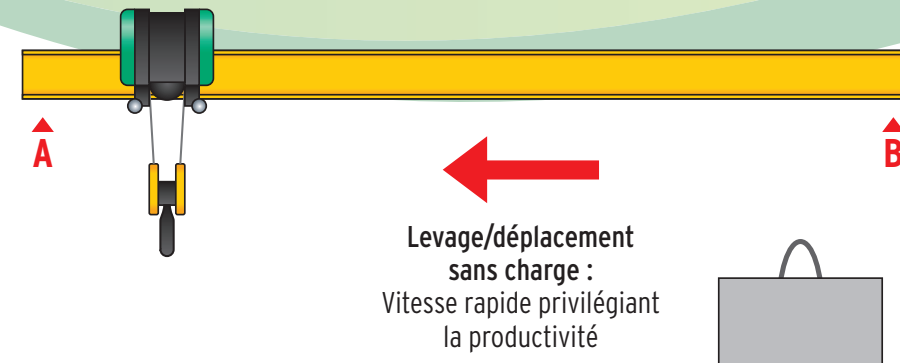 A
B
Levage/déplacement
sans charge :
Vitesse rapide privilégiant
la productivité